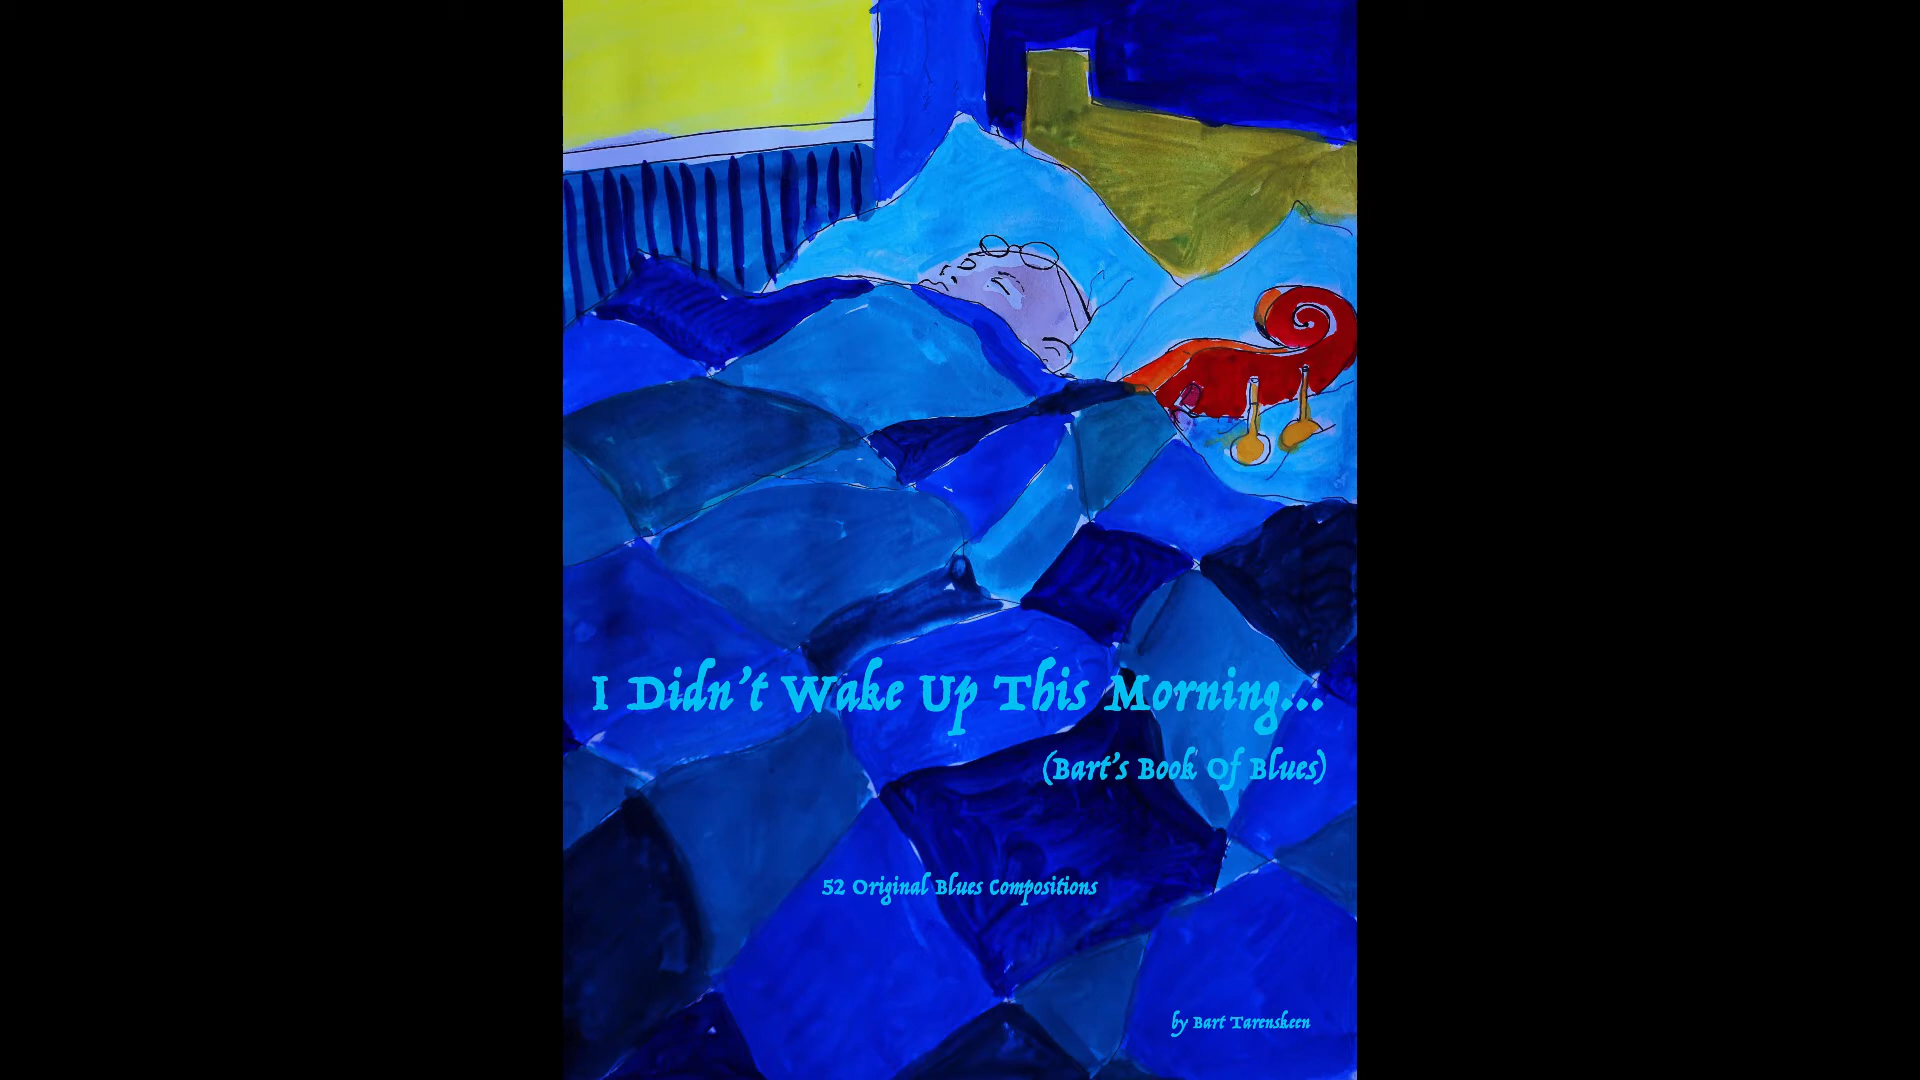 I Didn't Wake Up This Morning...
(Bart's Book Of Blues)
52 Original Blues Compositions
by Bart Tarenskeen